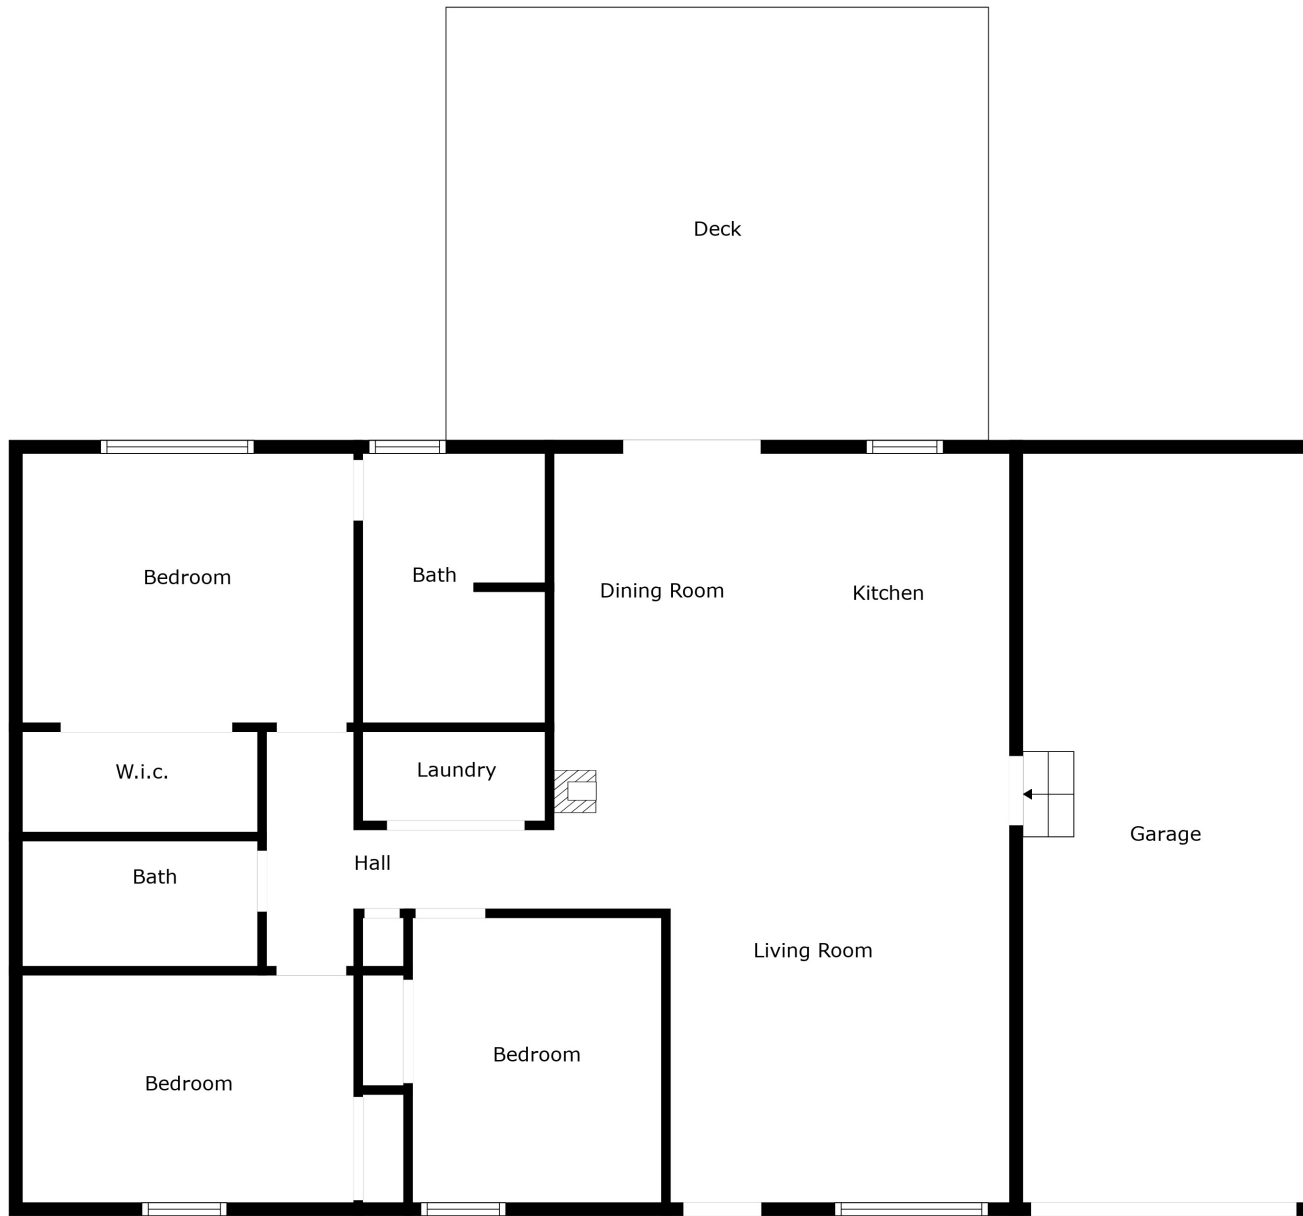 Deck
Bedroom
Bath
Dining Room
Kitchen
W.i.c.
Laundry
Garage
Hall
Bath
Living Room
Bedroom
Bedroom